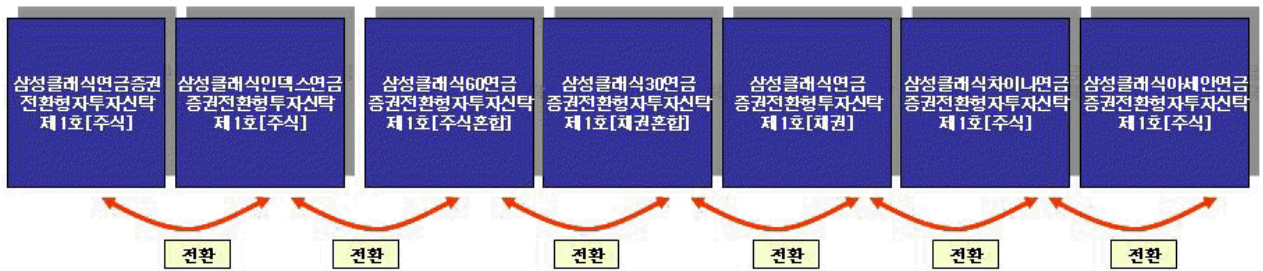 삼성클래식연금증권
전환형자투자신탁
제1호[주식]
삼성클래식인덱스연금
증권전환형투자신탁
제1호[주식]
삼성클래식60연금
증권전환형자투자신탁
제1호[주식혼합]
삼성클래식30연금
증권전환형자투자신탁
제1호[채권혼합]
삼성클래식연금
증권전환형자투자신탁
제1호[채권]
삼성클래식차이나연금
증권전환형자투자신탁
제1호[주식]
삼성클래식아세안연금
증권전환형자투자신탁
제1호[주식]
전환
전환
전환
전환
전환
전환